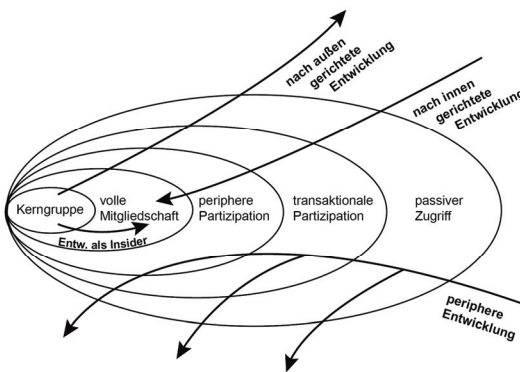 nach außen
gerichtete
Entwicklung
nach innen
gerichtete
Entwicklung
Kerngruppe
volle
Mitgliedschaft
periphere
Partizipation
transaktionale
Partizipation
passiver
Zugriff
Entw. als Insider
periphere
Entwicklung